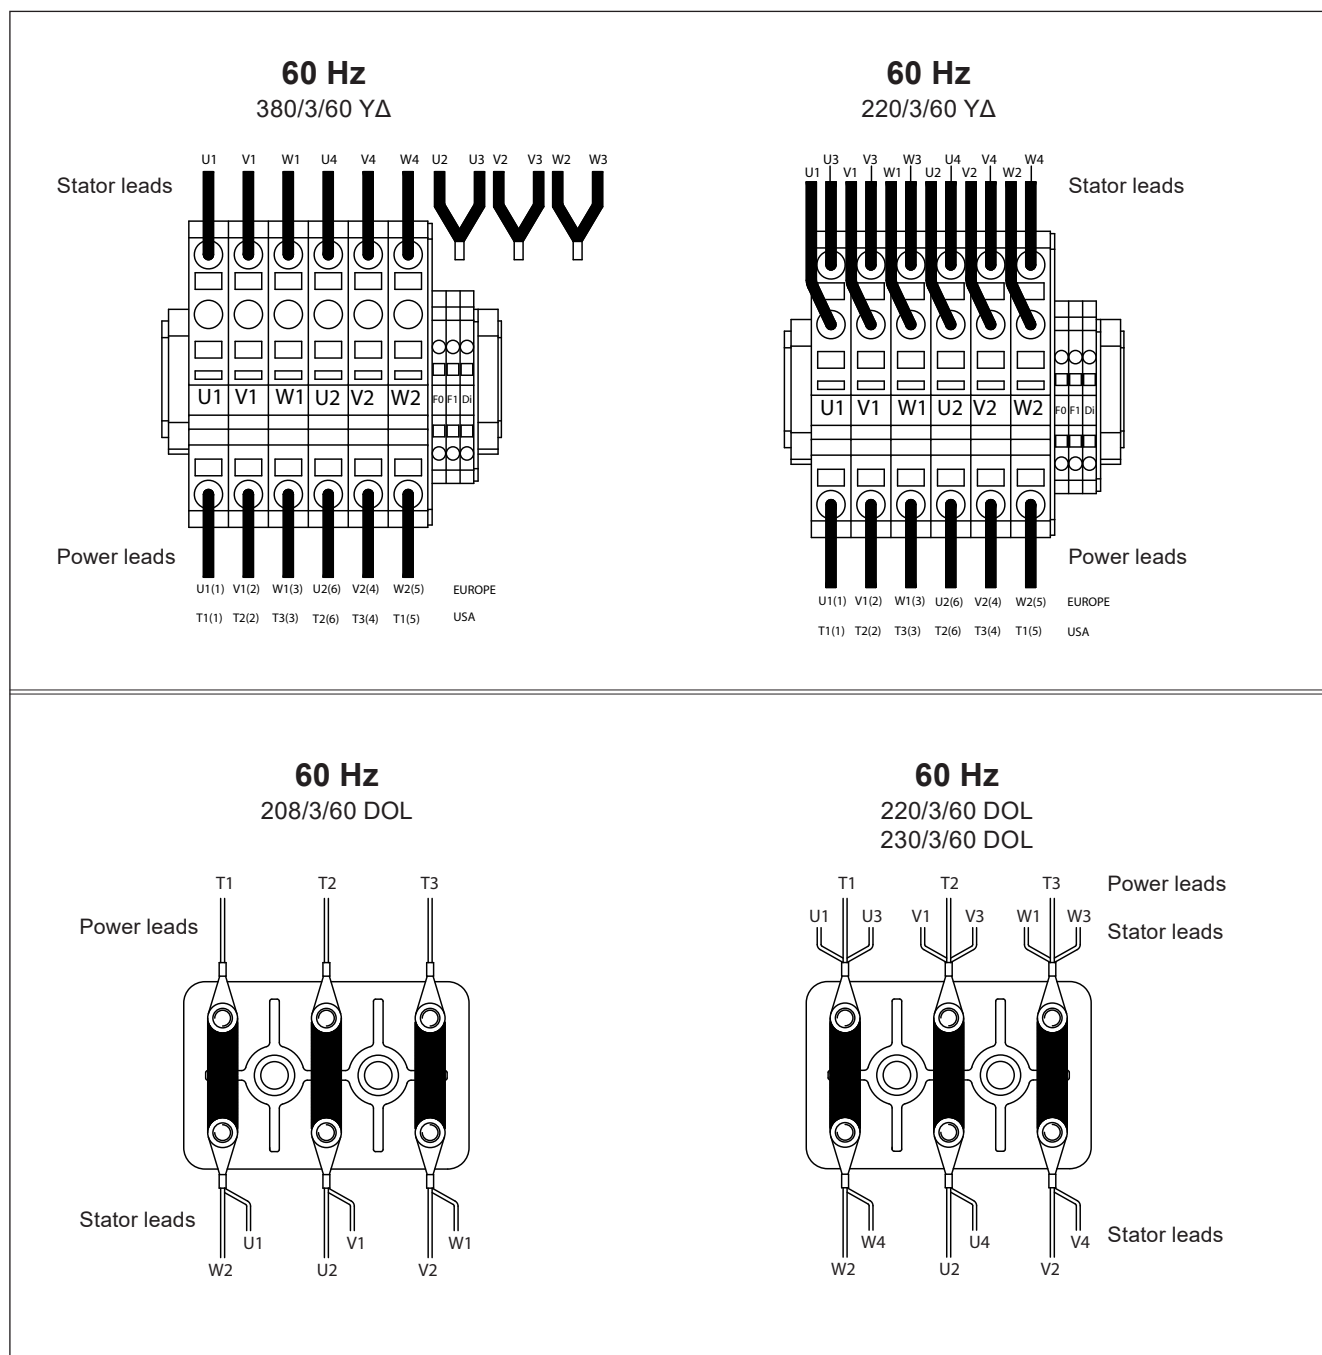 60 Hz
380/3/60 YΔ
U1 V1 W1 U4 V4 W4 U2 U3 V2 V3 W2 W3
Stator leads
U1 V1 W1 U2 V2 W2 F0 F1 Di
Power leads
U1(1) V1(2) W1(3) U2(6) V2(4) W2(5) EUROPE
T1(1) T2(2) T3(3) T2(6) T3(4) T1(5) USA
60 Hz
220/3/60 YΔ
U3 V3 W3 U4 V4 W4
U1 V1 W1 U2 V2 W2
Stator leads
U1 V1 W1 U2 V2 W2 F0 F1 Di
Power leads
U1(1) V1(2) W1(3) U2(6) V2(4) W2(5) EUROPE
T1(1) T2(2) T3(3) T2(6) T3(4) T1(5) USA
60 Hz
208/3/60 DOL
T1 T2 T3
Power leads
Stator leads
U1 V1 W1
W2 U2 V2
60 Hz
220/3/60 DOL
230/3/60 DOL
T1 T2 T3 Power leads
U1 U3 V1 V3 W1 W3
Stator leads
W4 U4 V4 Stator leads
W2 U2 V2